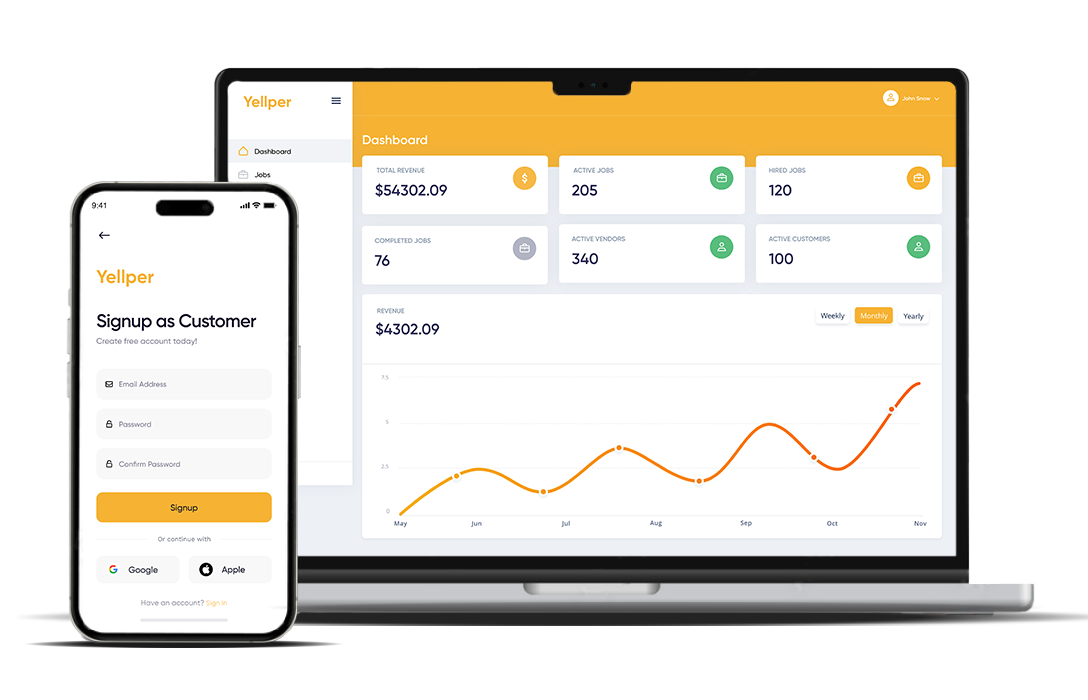 Yellper
John Snow
Dashboard
Jobs
Dashboard
TOTAL REVENUE
$54302.09
ACTIVE JOBS
205
HIRED JOBS
120
COMPLETED JOBS
76
ACTIVE VENDORS
340
ACTIVE CUSTOMERS
100
REVENUE
$4302.09
Weekly
Monthly
Yearly
7.5
5
2.5
0
May
Jun
Jul
Aug
Sep
Oct
Nov
9:41
Yellper
Signup as Customer
Create free account today!
Email Address
Password
Confirm Password
Signup
Or continue with
Google
Apple
Have an account? Sign In